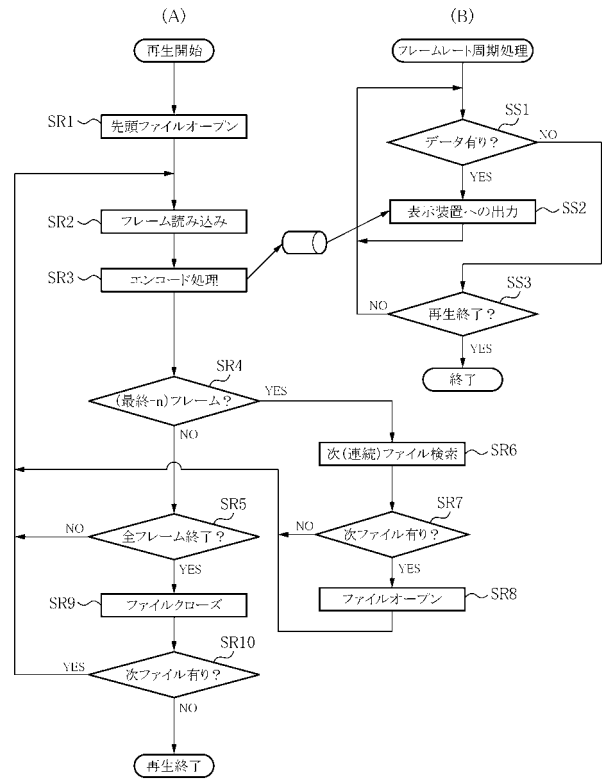 (A)
再生開始
SR1
先頭ファイルオープン
SR2
フレーム読み込み
SR3
エンコード処理
SR4
(最終-n)フレーム?
YES
NO
SR5
全フレーム終了?
NO
YES
SR9
ファイルクローズ
SR10
次ファイル有り?
YES
NO
再生終了
次(連続)ファイル検索
SR6
SR7
次ファイル有り?
NO
YES
ファイルオープン
SR8
(B)
フレームレート周期処理
SS1
データ有り?
NO
YES
表示装置への出力
SS2
SS3
再生終了?
NO
YES
終了